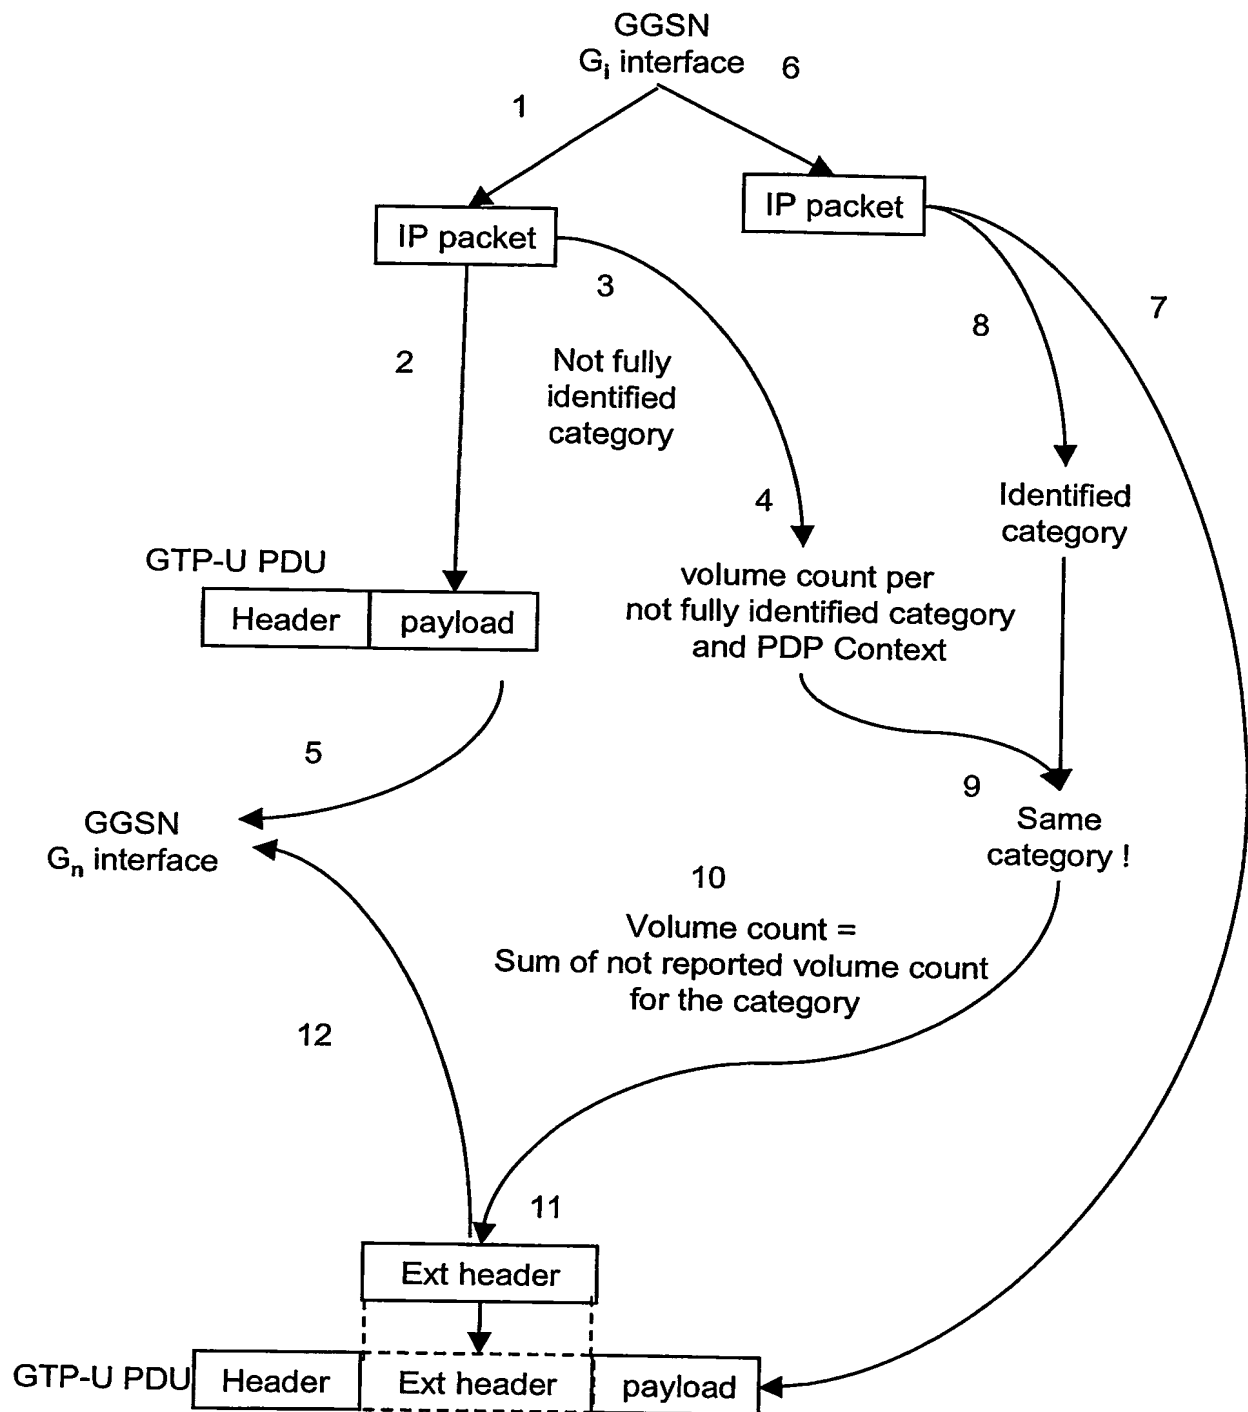 GGSN
Gi interface
6
1
IP packet
IP packet
3
7
8
2
Not fully
identified
category
4
Identified
category
GTP-U PDU
Header
payload
volume count per
not fully identified category
and PDP Context
5
9
GGSN
Gn interface
Same
category !
10
Volume count =
Sum of not reported volume count
for the category
12
11
Ext header
GTP-U PDU
Header
Ext header
payload